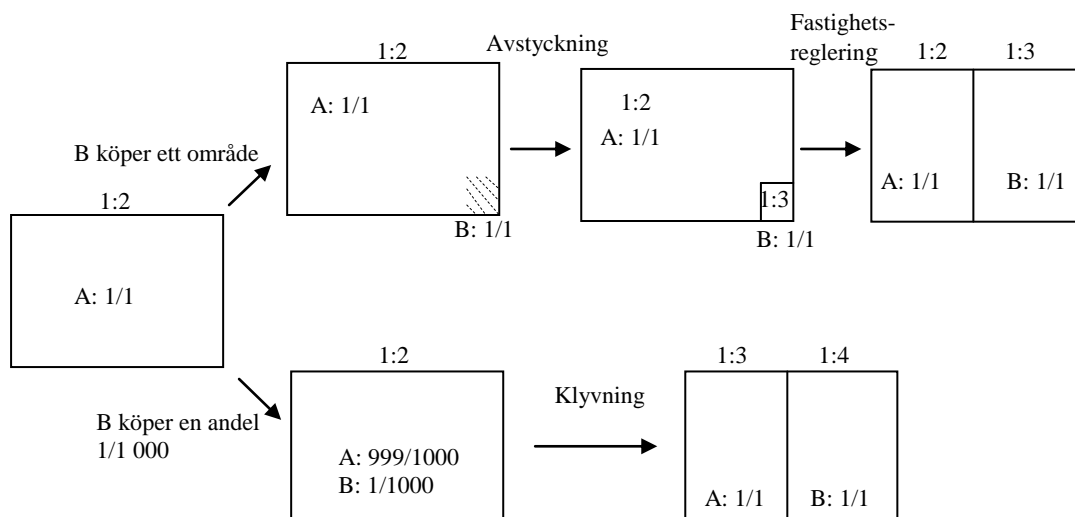 Fastighets-
reglering
Avstyckning
1:2
1:2
1:3
A: 1/1
1:2
A: 1/1
B köper ett område
1:3
A: 1/1
B: 1/1
1:2
B: 1/1
B: 1/1
A: 1/1
1:2
1:3
1:4
Klyvning
B köper en andel
1/1 000
A: 999/1000
B: 1/1000
A: 1/1
B: 1/1